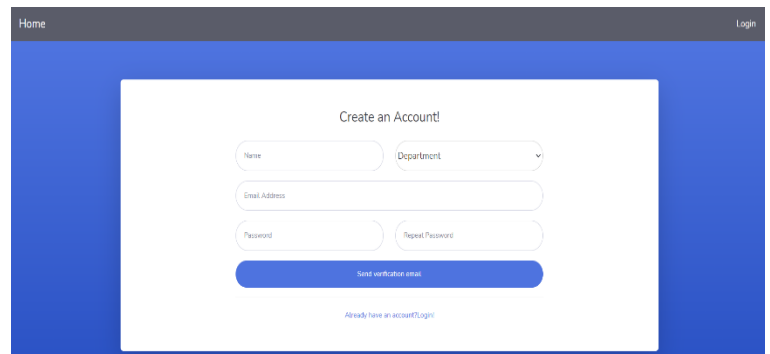 Home Login
Create an Account!
Name Department
Email Address
Password Repeat Password
Send verification email
Already have an account?Login!